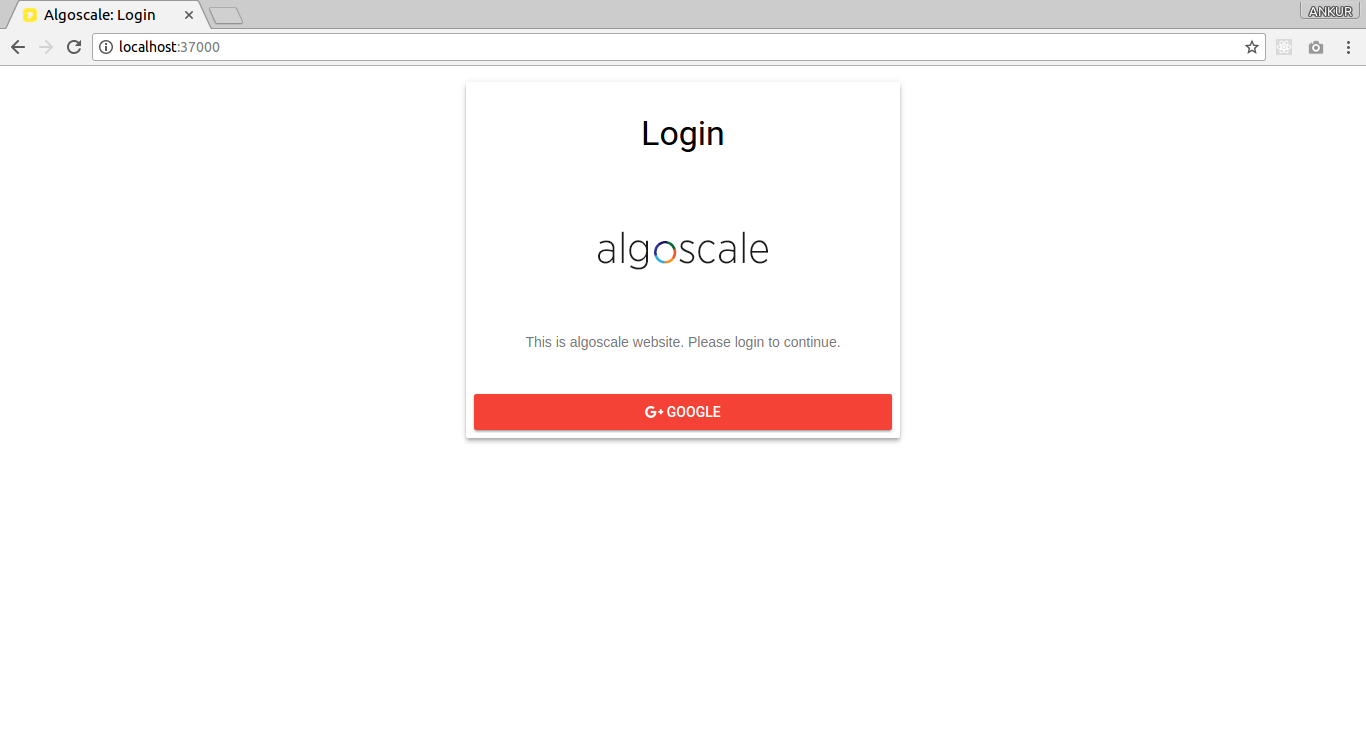 Algoscale: Login
ANKUR
localhost:37000
Login
algoscale
This is algoscale website. Please login to continue.
G+ GOOGLE